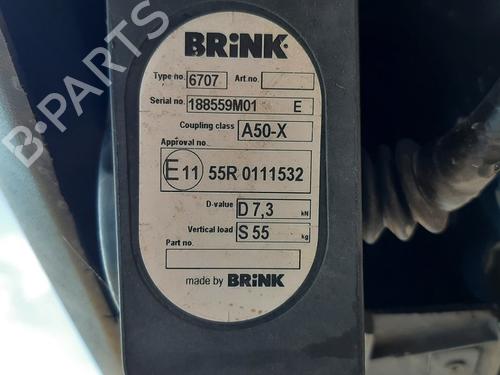 BRINK
Type no. 6707 Art.no.
Serial no. 188559M01 E
Coupling class A50-X
Approval no.
E11 55R 0111532
D-value D 7,3 kN
Vertical load S 55 kg
Part no.
made by BRINK
B-PARTS